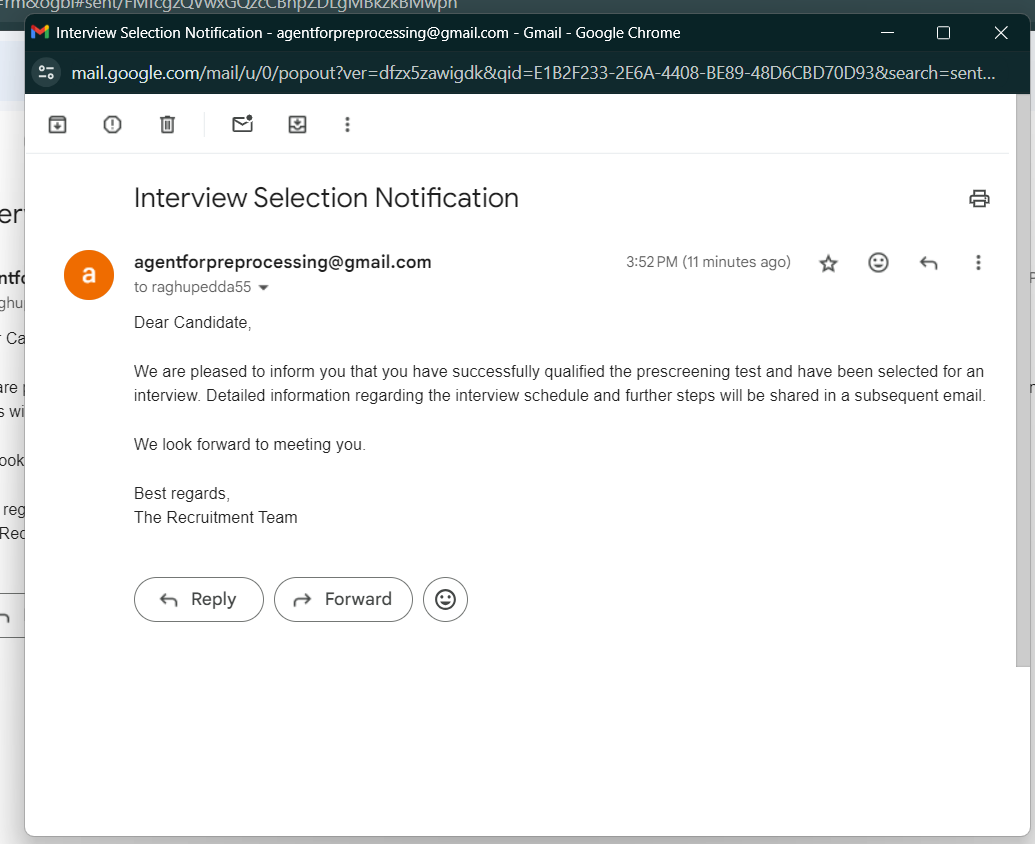 Interview Selection Notification - agentforpreprocessing@gmail.com - Gmail - Google Chrome
mail.google.com/mail/u/0/popout?ver=dfzx5zawigdk&qid=E1B2F233-2E6A-4408-BE89-48D6CBD70D93&search=sent...
Interview Selection Notification
a
agentforpreprocessing@gmail.com
3:52 PM (11 minutes ago)
to raghupedda55
Dear Candidate,
We are pleased to inform you that you have successfully qualified the prescreening test and have been selected for an
interview. Detailed information regarding the interview schedule and further steps will be shared in a subsequent email.
We look forward to meeting you.
Best regards,
The Recruitment Team
Reply
Forward